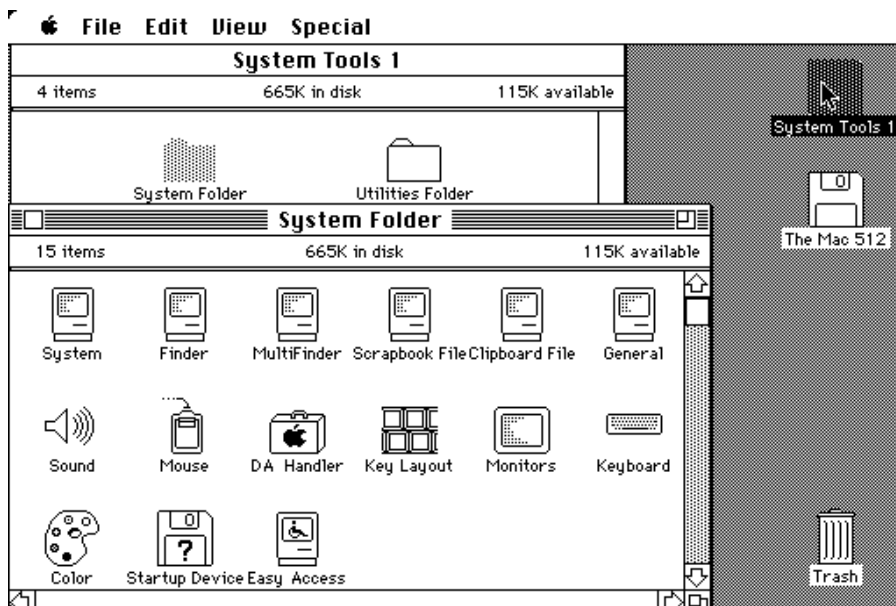 File Edit View Special
System Tools 1
4 items 665K in disk 115K available
System Folder Utilities Folder
System Tools 1
The Mac 512
System Folder
15 items 665K in disk 115K available
System Finder MultiFinder Scrapbook File Clipboard File General
Sound Mouse DA Handler Key Layout Monitors Keyboard
Color Startup Device Easy Access
Trash